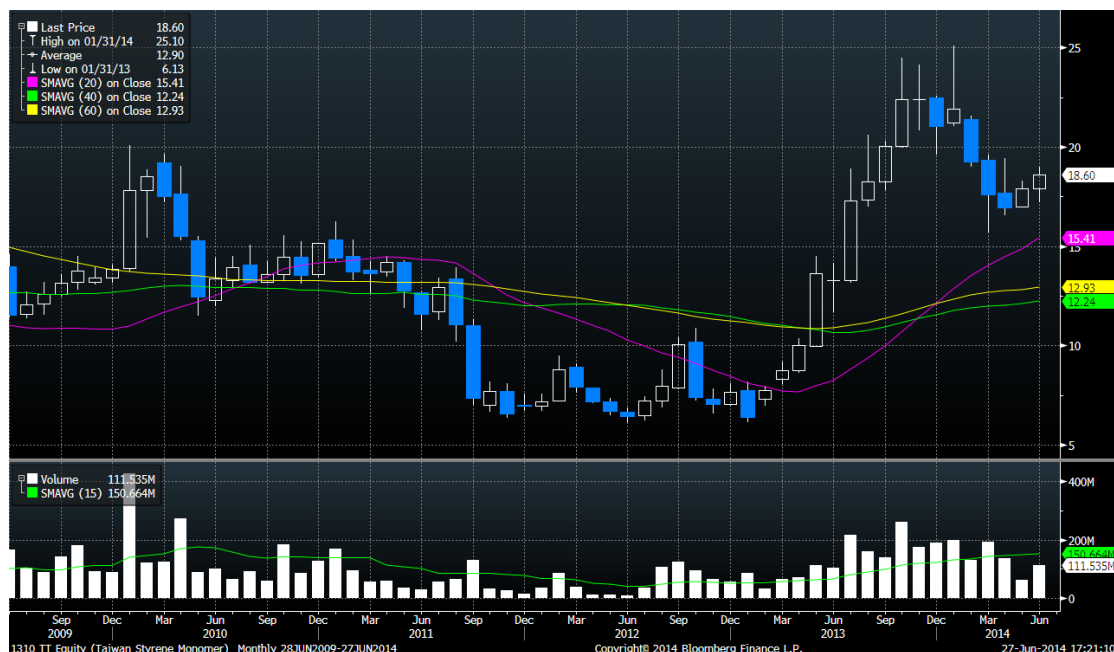 Last Price 18.60
High on 01/31/14 25.10
Average 12.90
Low on 01/31/13 6.13
SMAVG (20) on Close 15.41
SMAVG (40) on Close 12.24
SMAVG (60) on Close 12.93
25
20
18.60
15.41
15
12.93
12.24
10
5
Volume 111.535M
SMAVG (15) 150.664M
400M
200M
150.664M
111.535M
0
Sep Dec Mar Jun Sep Dec Mar Jun Sep Dec Mar Jun Sep Dec Mar Jun Sep Dec Mar Jun
2009 2010 2011 2012 2013 2014
1310 TT Equity (Taiwan Styrene Monomer) Monthly 28JUN2009-27JUN2014 Copyright© 2014 Bloomberg Finance L.P. 27-Jun-2014 17:21:10